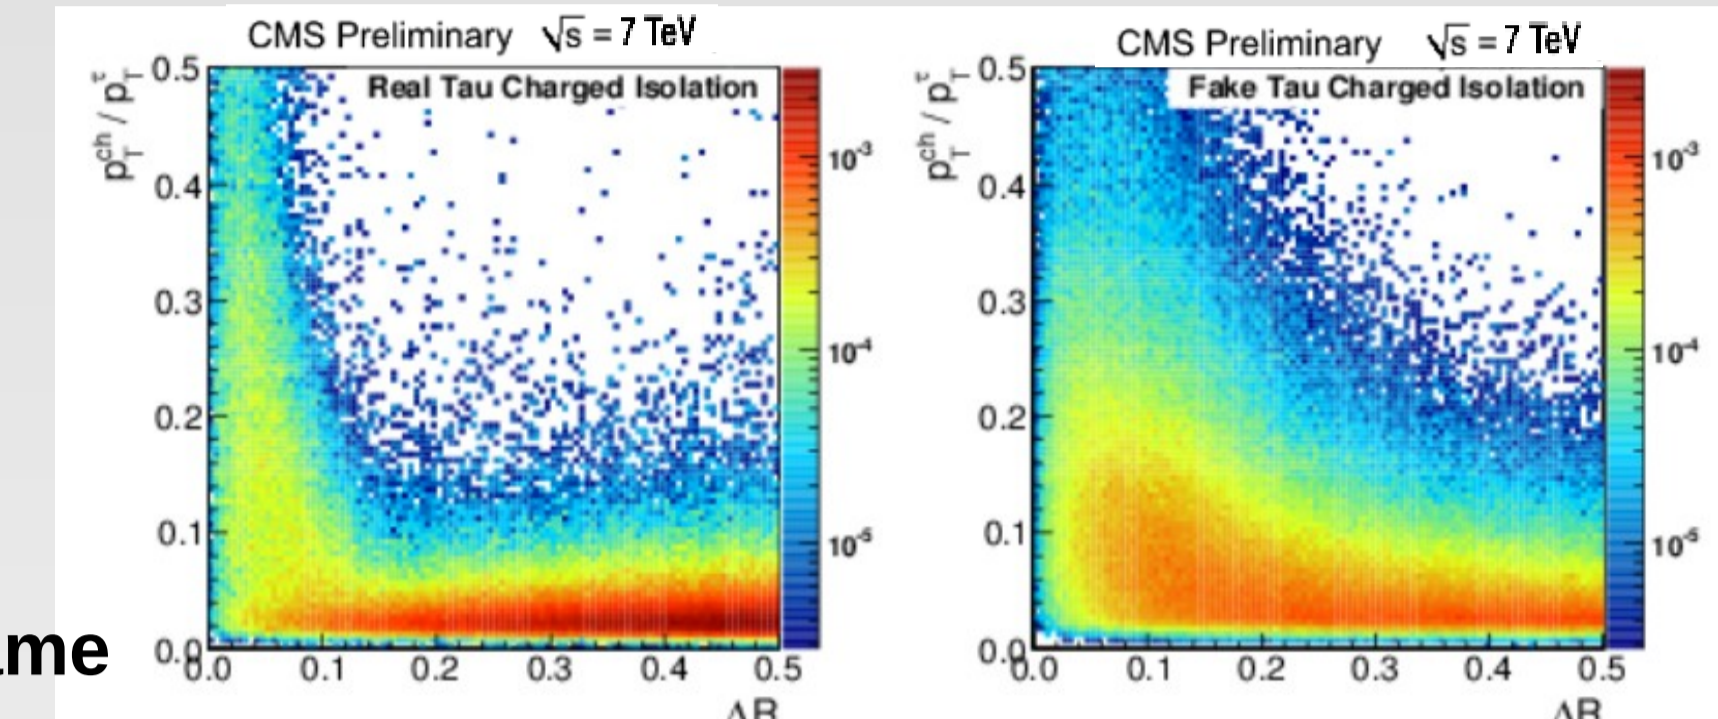 CMS Preliminary √s = 7 TeV
CMS Preliminary √s = 7 TeV
Real Tau Charged Isolation
Fake Tau Charged Isolation
p_T^ch / p_T^τ
0.5
0.4
0.3
0.2
0.1
0.0
0.0 0.1 0.2 0.3 0.4 0.5
ΔR
10^-3
10^-4
10^-5
p_T^ch / p_T^τ
0.5
0.4
0.3
0.2
0.1
0.0
0.0 0.1 0.2 0.3 0.4 0.5
ΔR
10^-3
10^-4
10^-5
ame